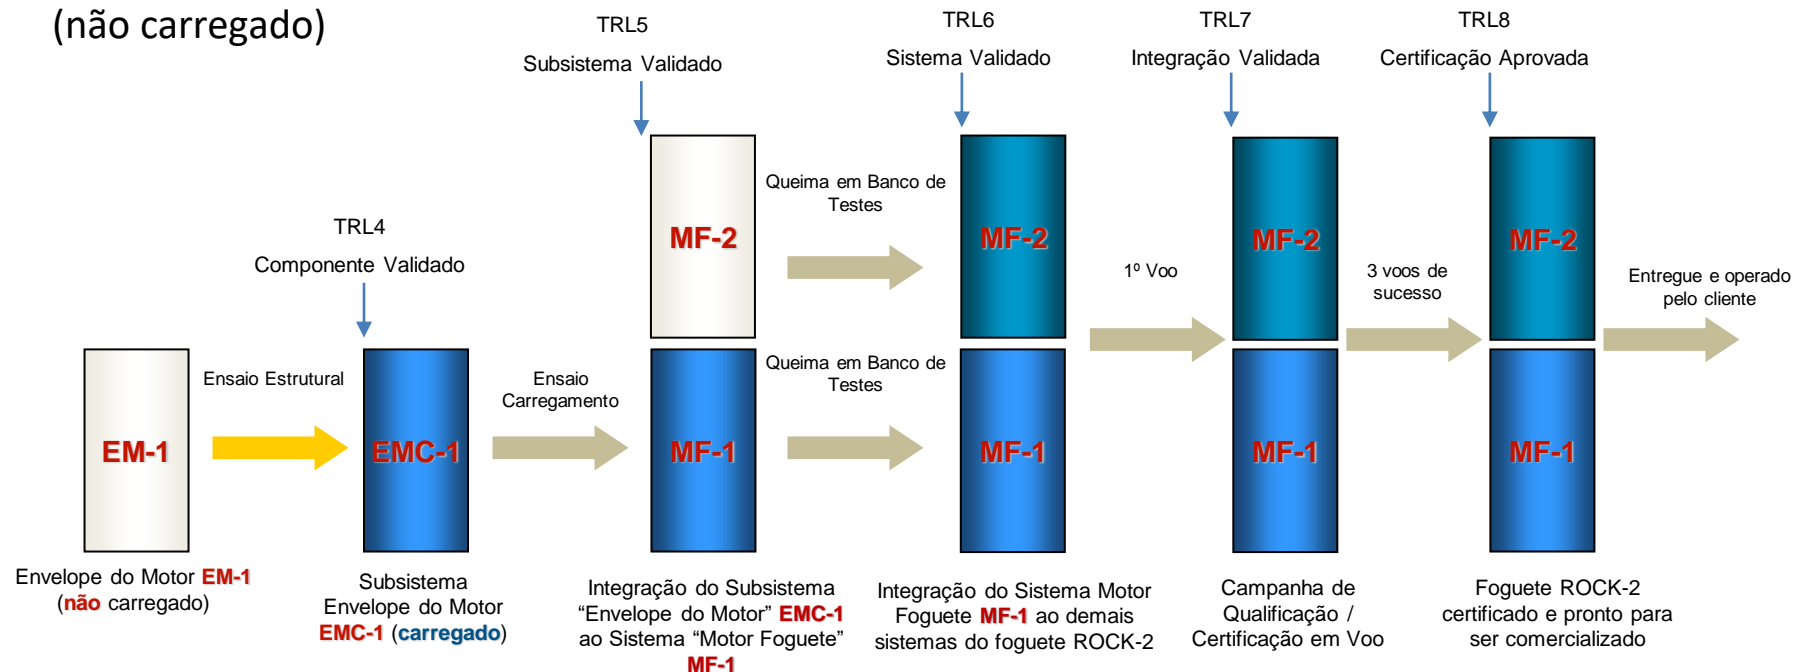 (não carregado)
TRL5
Subsistema Validado
TRL6
Sistema Validado
TRL7
Integração Validada
TRL8
Certificação Aprovada
TRL4
Componente Validado
MF-2
Queima em Banco de
Testes
MF-2
MF-2
MF-2
1º Voo
3 voos de
sucesso
Entregue e operado
pelo cliente
EM-1
Ensaio Estrutural
EMC-1
Ensaio
Carregamento
MF-1
Queima em Banco de
Testes
MF-1
MF-1
MF-1
Envelope do Motor EM-1
(não carregado)
Subsistema
Envelope do Motor
EMC-1 (carregado)
Integração do Subsistema
“Envelope do Motor” EMC-1
ao Sistema “Motor Foguete”
MF-1
Integração do Sistema Motor
Foguete MF-1 ao demais
sistemas do foguete ROCK-2
Campanha de
Qualificação /
Certificação em Voo
Foguete ROCK-2
certificado e pronto para
ser comercializado